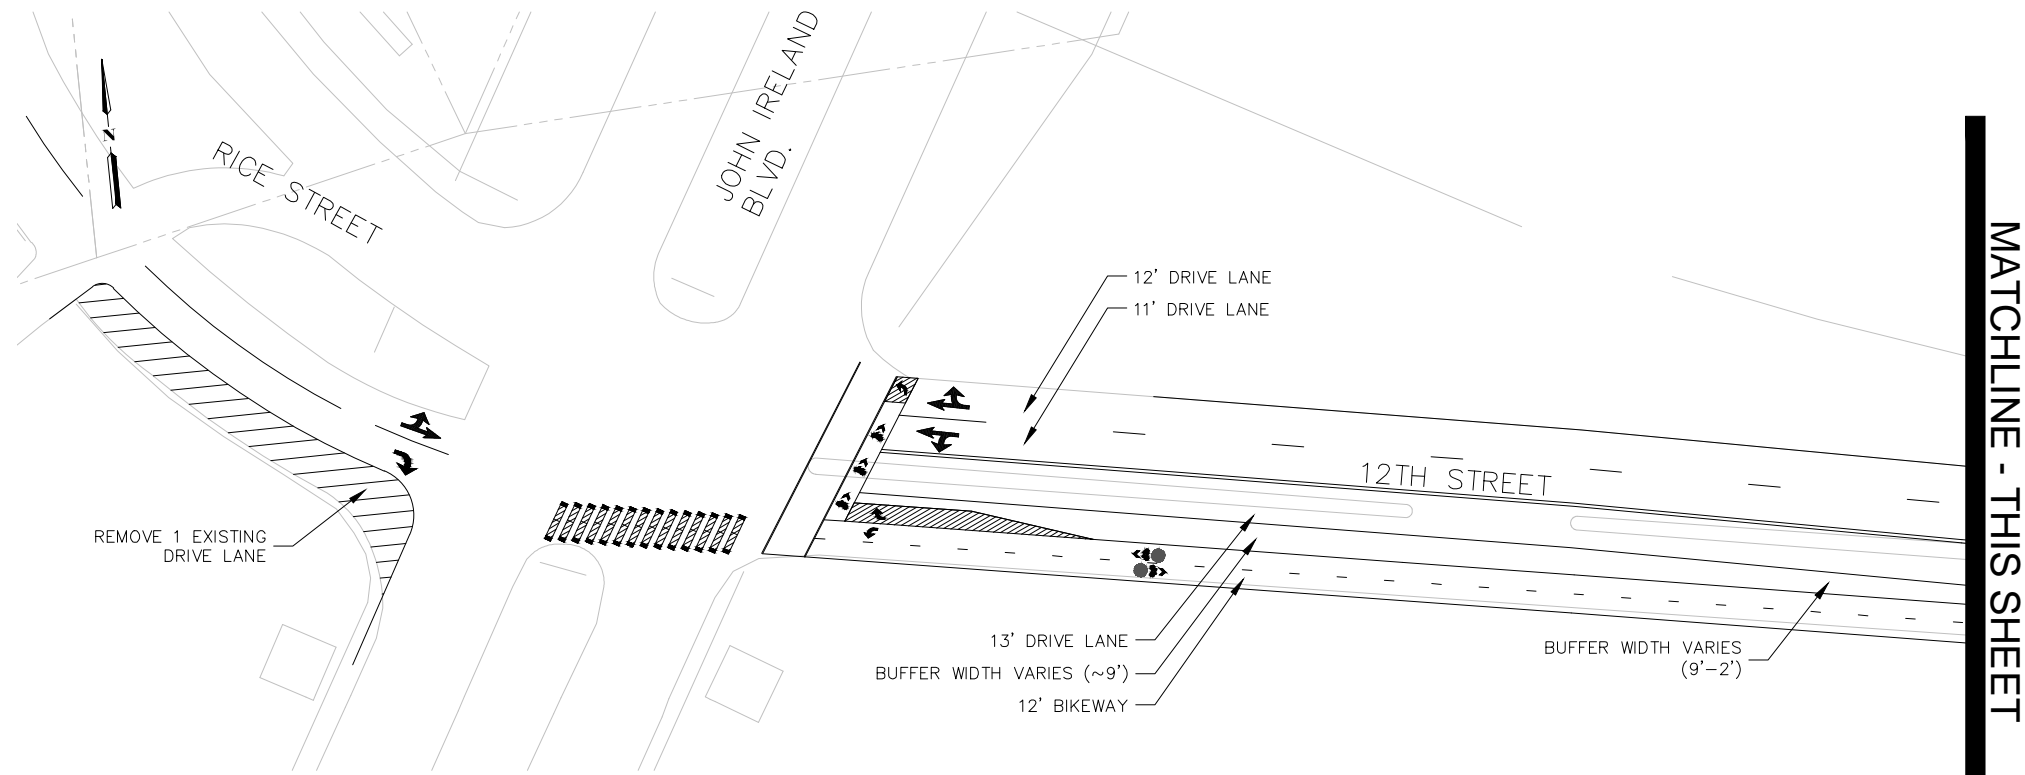 N
RICE STREET
JOHN IRELAND
BLVD.
12' DRIVE LANE
11' DRIVE LANE
12TH STREET
REMOVE 1 EXISTING
DRIVE LANE
13' DRIVE LANE
BUFFER WIDTH VARIES (~9')
12' BIKEWAY
BUFFER WIDTH VARIES
(9'-2')
MATCHLINE - THIS SHEET